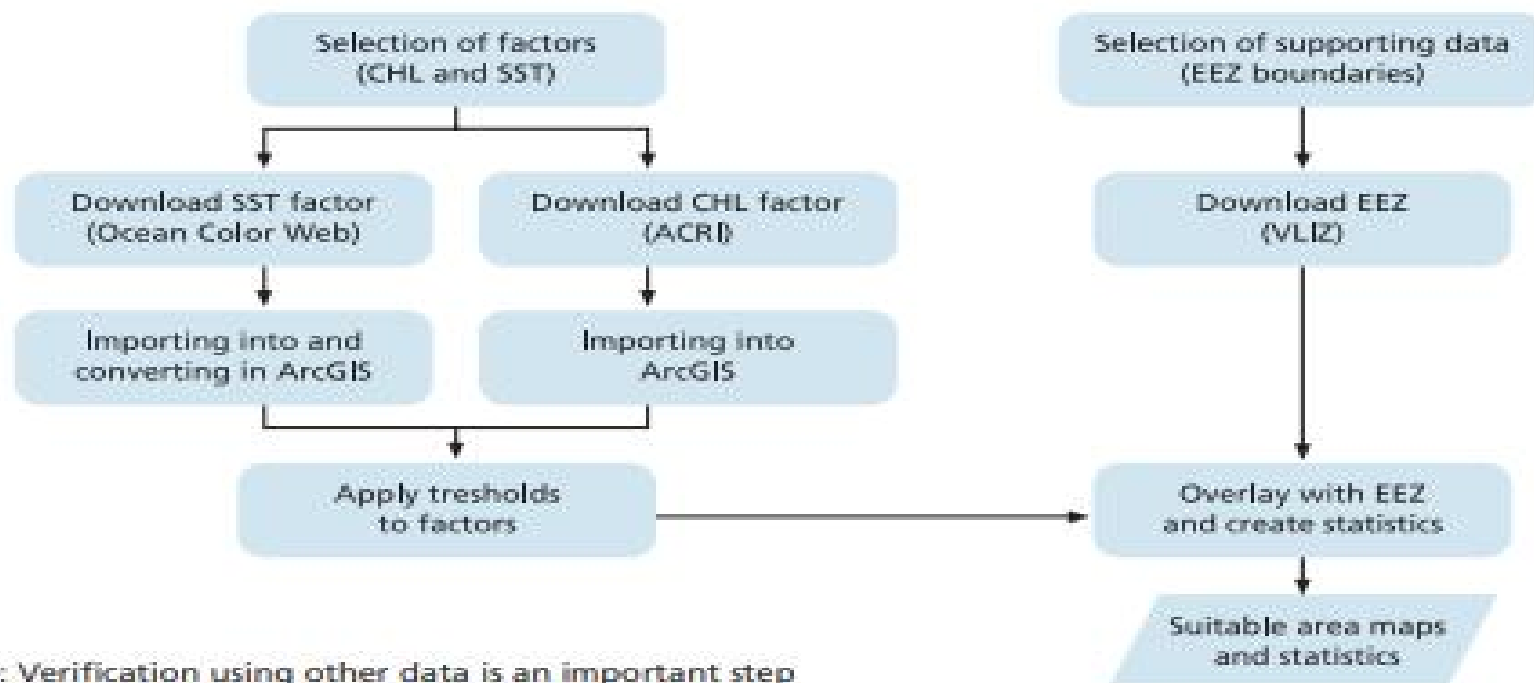 Selection of factors
(CHL and SST)
Selection of supporting data
(EEZ boundaries)
Download SST factor
(Ocean Color Web)
Download CHL factor
(ACRI)
Download EEZ
(VLIZ)
Importing into and
converting in ArcGIS
Importing into
ArcGIS
Apply tresholds
to factors
Overlay with EEZ
and create statistics
Suitable area maps
and statistics
: Verification using other data is an important step